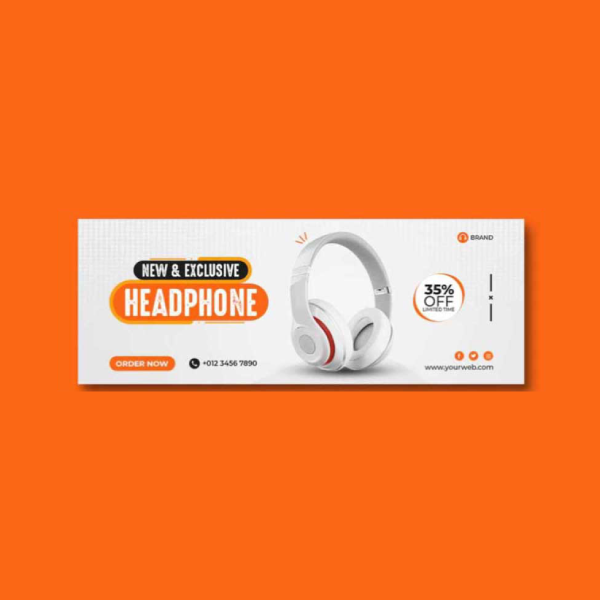 NEW & EXCLUSIVE
HEADPHONE
ORDER NOW
+012 3456 7890
BRAND
35%
OFF
LIMITED TIME
www.yourweb.com